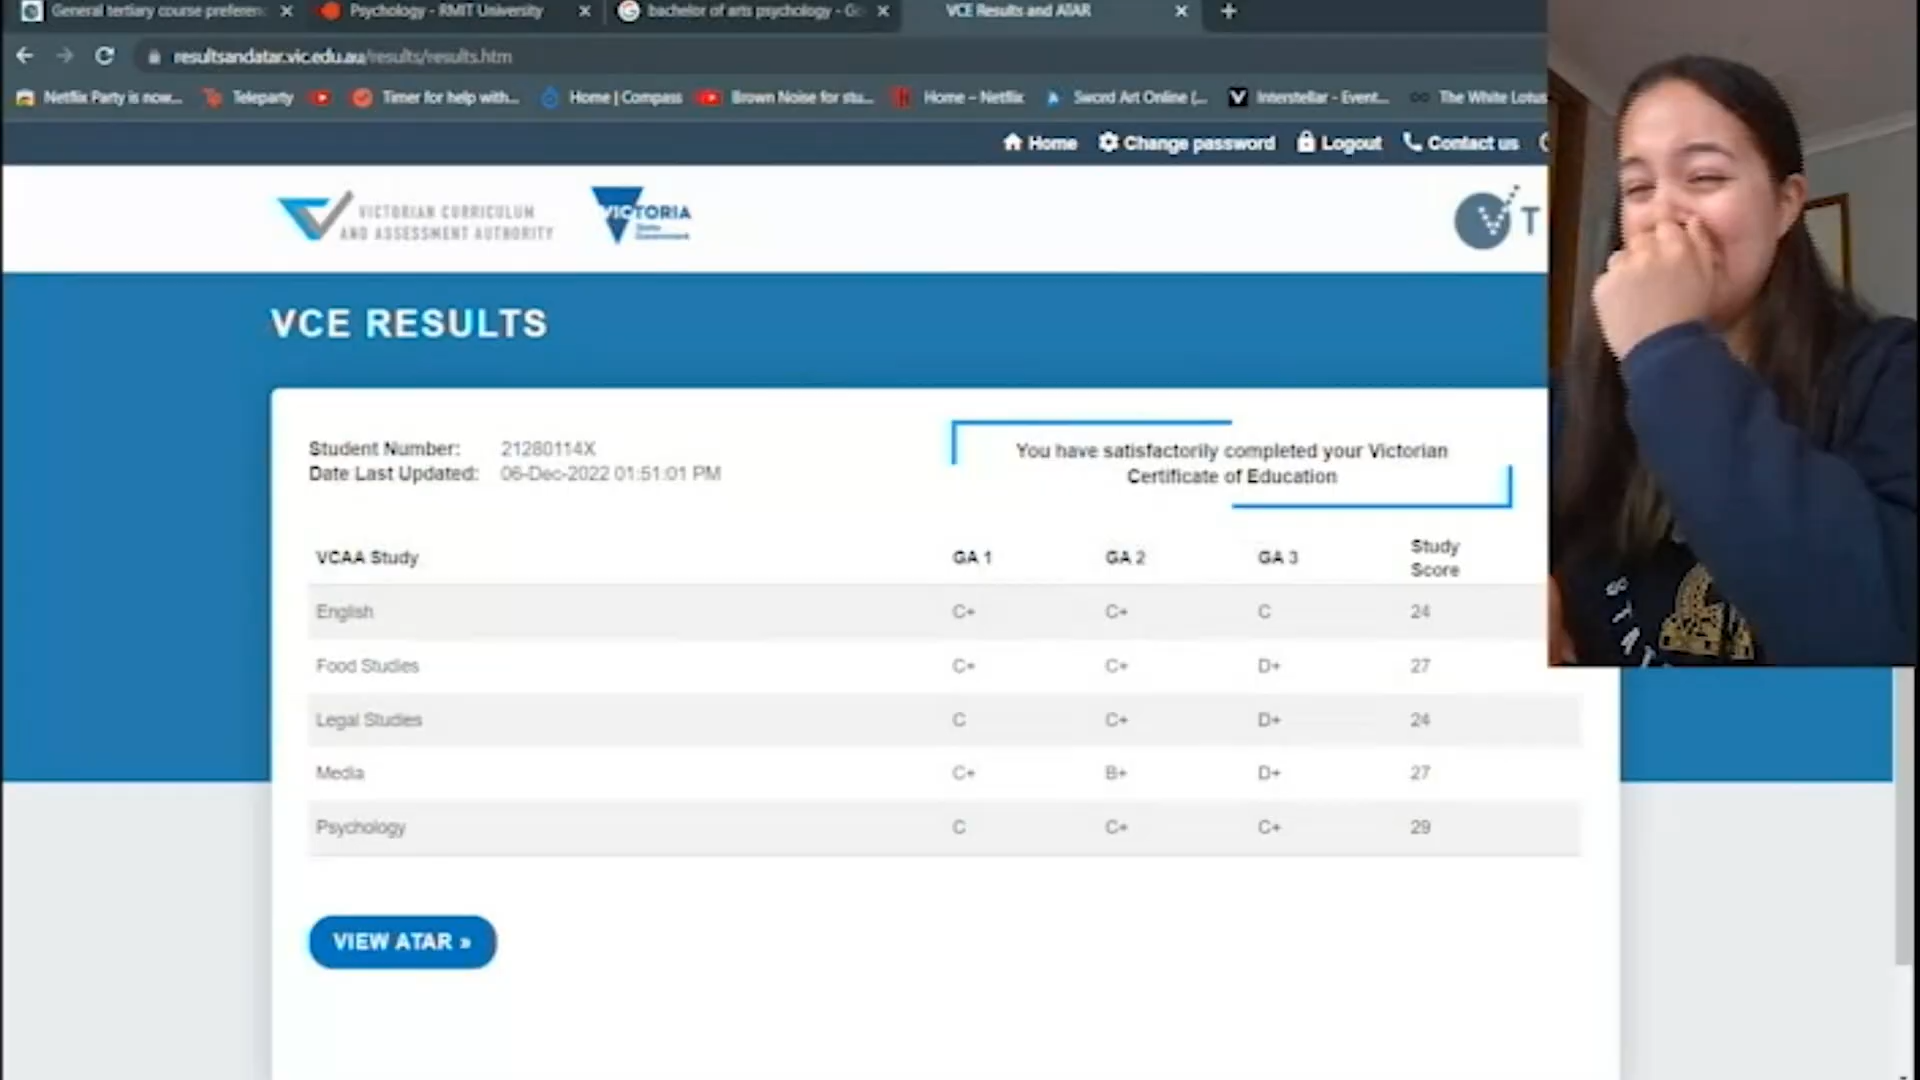 General tertiary course preferen
Psychology - RMIT University
bachelor of arts psychology - Go
VCE Results and ATAR
resultsandatar.vic.edu.au/results/results.htm
Netflix Party is now...
Teleparty
Timer for help with...
Home | Compass
Brown Noise for stu...
Home – Netflix
Sword Art Online (...
Interstellar - Event...
The White Lotus
Home
Change password
Logout
Contact us
VICTORIAN CURRICULUM
AND ASSESSMENT AUTHORITY
VICTORIA
State
Government
V T
VCE RESULTS
Student Number: 21280114X
Date Last Updated: 06-Dec-2022 01:51:01 PM
You have satisfactorily completed your Victorian
Certificate of Education
VCAA Study GA 1 GA 2 GA 3 Study Score
English C+ C+ C 24
Food Studies C+ C+ D+ 27
Legal Studies C C+ D+ 24
Media C+ B+ D+ 27
Psychology C C+ C+ 29
VIEW ATAR »
STAT